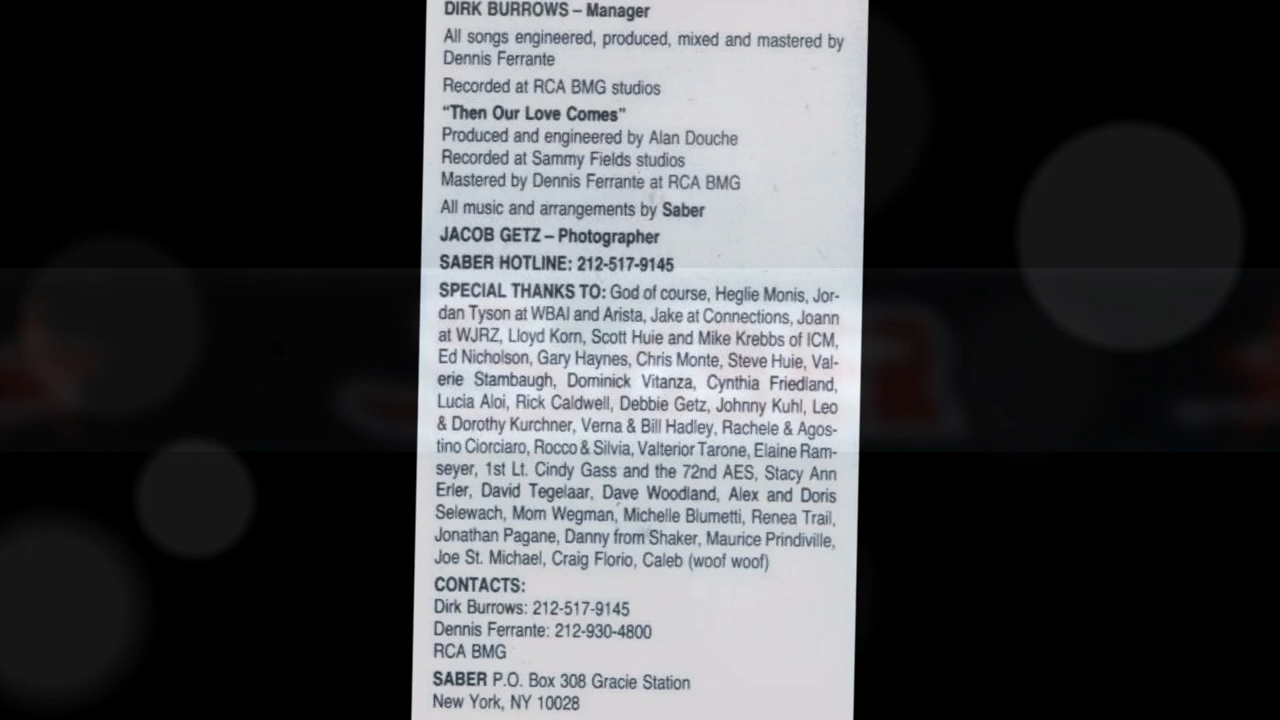 DIRK BURROWS – Manager
All songs engineered, produced, mixed and mastered by
Dennis Ferrante
Recorded at RCA BMG studios
“Then Our Love Comes”
Produced and engineered by Alan Douche
Recorded at Sammy Fields studios
Mastered by Dennis Ferrante at RCA BMG
All music and arrangements by Saber
JACOB GETZ – Photographer
SABER HOTLINE: 212-517-9145
SPECIAL THANKS TO: God of course, Heglie Monis, Jor-
dan Tyson at WBAI and Arista, Jake at Connections, Joann
at WJRZ, Lloyd Korn, Scott Huie and Mike Krebbs of ICM,
Ed Nicholson, Gary Haynes, Chris Monte, Steve Huie, Val-
erie Stambaugh, Dominick Vitanza, Cynthia Friedland,
Lucia Aloi, Rick Caldwell, Debbie Getz, Johnny Kuhl, Leo
& Dorothy Kurchner, Verna & Bill Hadley, Rachele & Agos-
tino Ciorciaro, Rocco & Silvia, Valterior Tarone, Elaine Ram-
seyer, 1st Lt. Cindy Gass and the 72nd AES, Stacy Ann
Erler, David Tegelaar, Dave Woodland, Alex and Doris
Selewach, Mom Wegman, Michelle Blumetti, Renea Trail,
Jonathan Pagane, Danny from Shaker, Maurice Prindiville,
Joe St. Michael, Craig Florio, Caleb (woof woof)
CONTACTS:
Dirk Burrows: 212-517-9145
Dennis Ferrante: 212-930-4800
RCA BMG
SABER P.O. Box 308 Gracie Station
New York, NY 10028